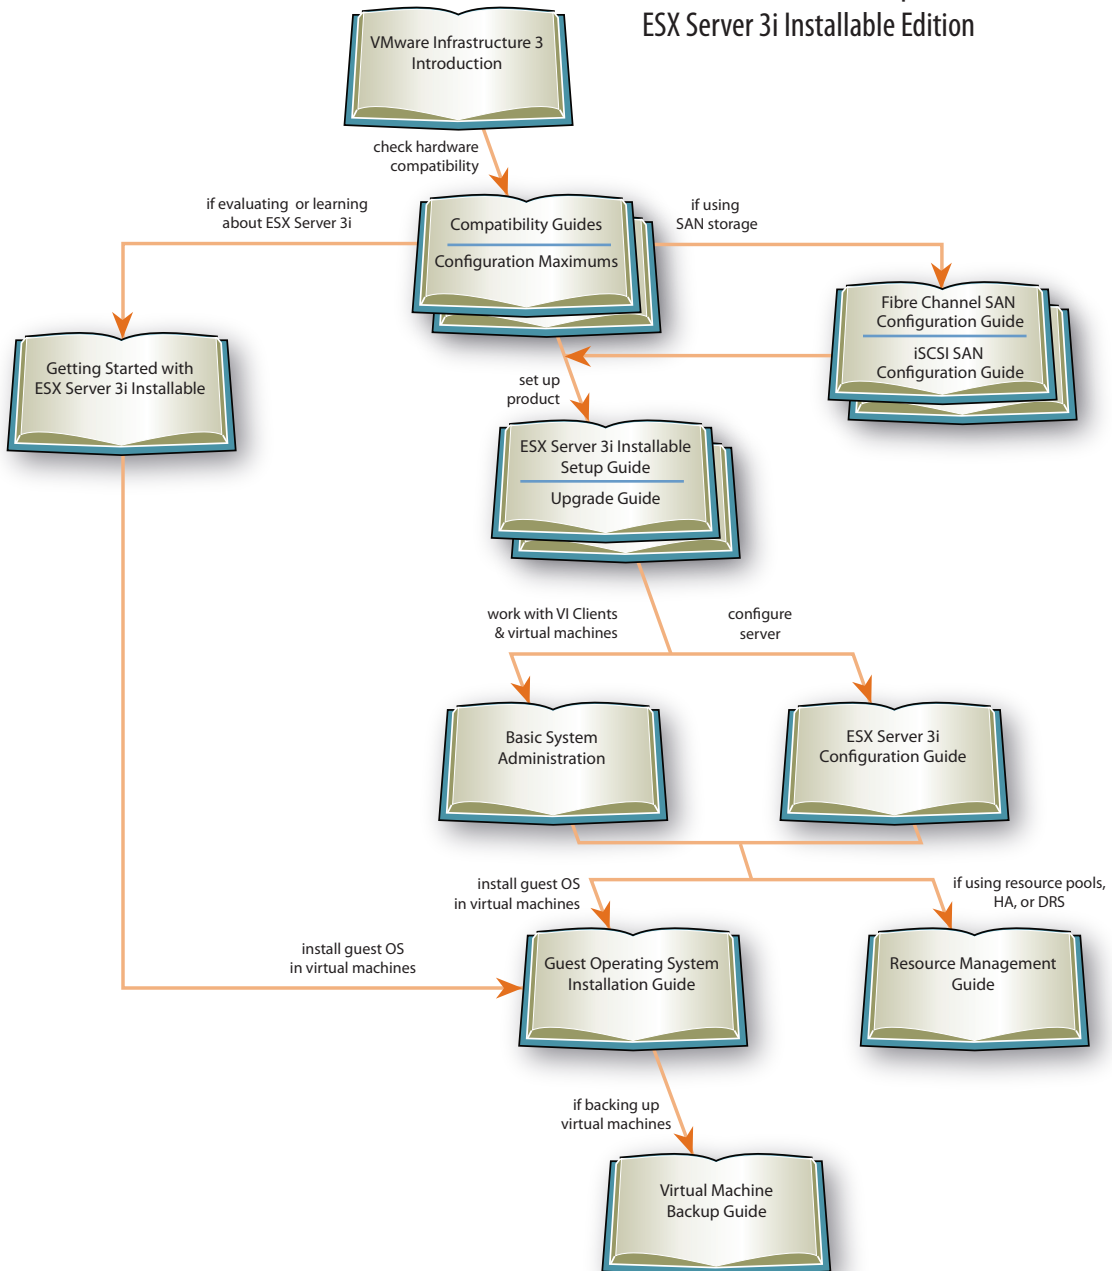 ESX Server 3i Installable Edition
VMware Infrastructure 3
Introduction
check hardware
compatibility
if evaluating or learning
about ESX Server 3i
Compatibility Guides
Configuration Maximums
if using
SAN storage
Fibre Channel SAN
Configuration Guide
iSCSI SAN
Configuration Guide
Getting Started with
ESX Server 3i Installable
set up
product
ESX Server 3i Installable
Setup Guide
Upgrade Guide
work with VI Clients
& virtual machines
configure
server
Basic System
Administration
ESX Server 3i
Configuration Guide
install guest OS
in virtual machines
if using resource pools,
HA, or DRS
install guest OS
in virtual machines
Guest Operating System
Installation Guide
Resource Management
Guide
if backing up
virtual machines
Virtual Machine
Backup Guide